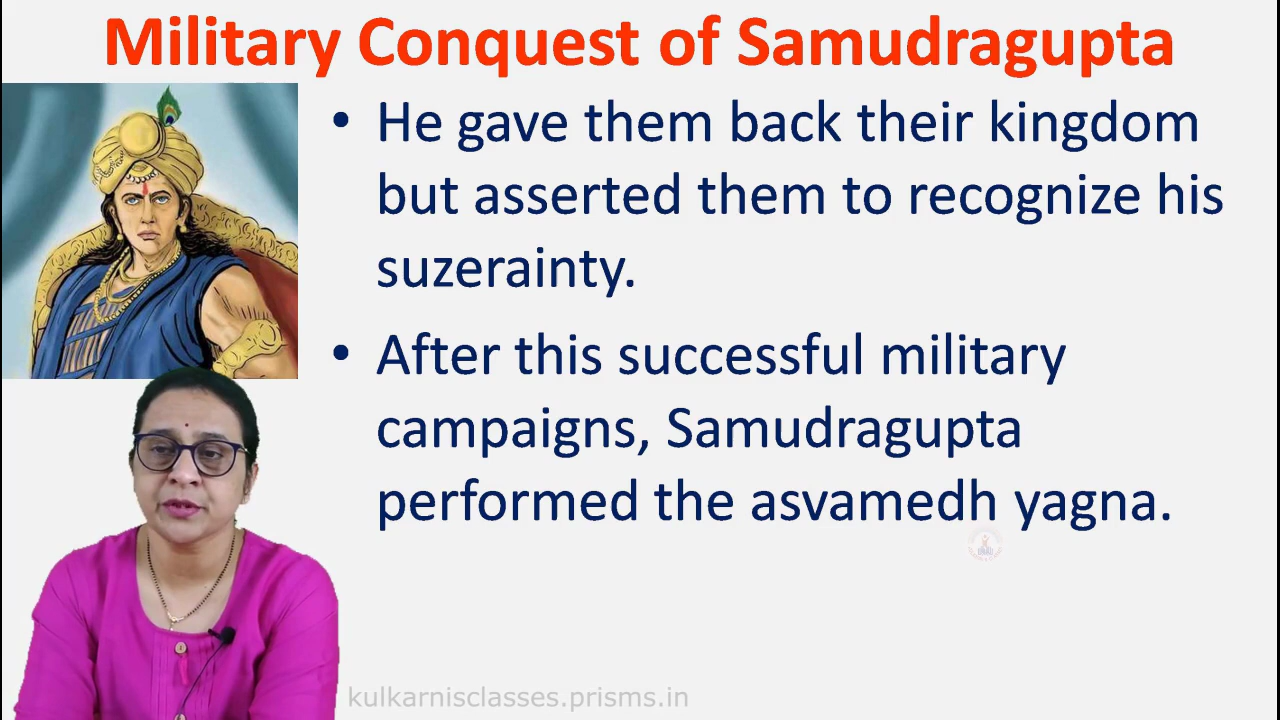 Military Conquest of Samudragupta
• He gave them back their kingdom
but asserted them to recognize his
suzerainty.
• After this successful military
campaigns, Samudragupta
performed the asvamedh yagna.
kulkarnisclasses.prisms.in